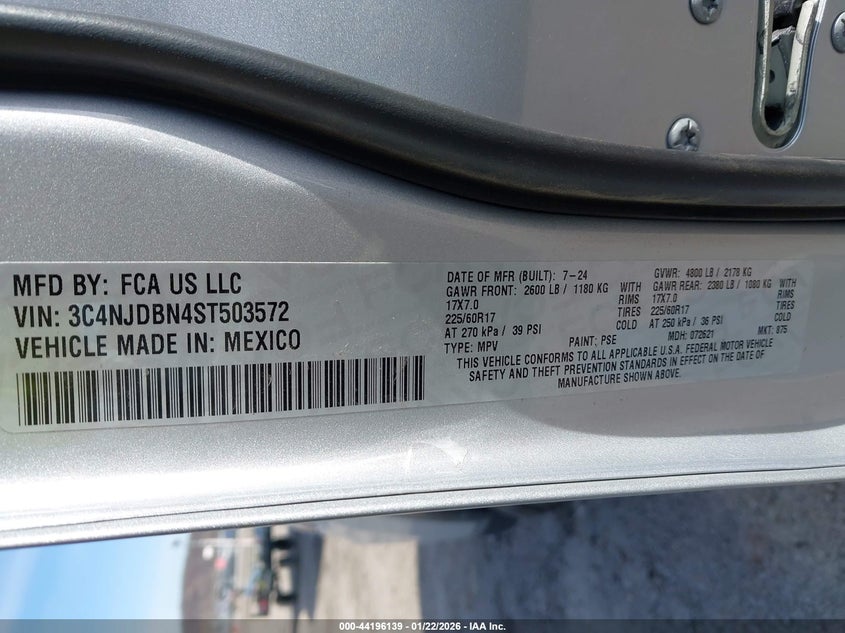 MFD BY: FCA US LLC
VIN: 3C4NJDBN4ST503572
VEHICLE MADE IN: MEXICO
DATE OF MFR (BUILT): 7-24
GAWR FRONT: 2600 LB / 1180 KG WITH
17X7.0 RIMS
225/60R17 TIRES
AT 270 kPa / 39 PSI COLD
TYPE: MPV PAINT: PSE
GVWR: 4800 LB / 2178 KG
GAWR REAR: 2380 LB / 1080 KG WITH
17X7.0 RIMS
225/60R17 TIRES
AT 250 kPa / 36 PSI COLD
MDH: 072621 MKT: 875
THIS VEHICLE CONFORMS TO ALL APPLICABLE U.S.A. FEDERAL MOTOR VEHICLE
SAFETY AND THEFT PREVENTION STANDARDS IN EFFECT ON THE DATE OF
MANUFACTURE SHOWN ABOVE.
000-44196139 - 01/22/2026 - IAA Inc.